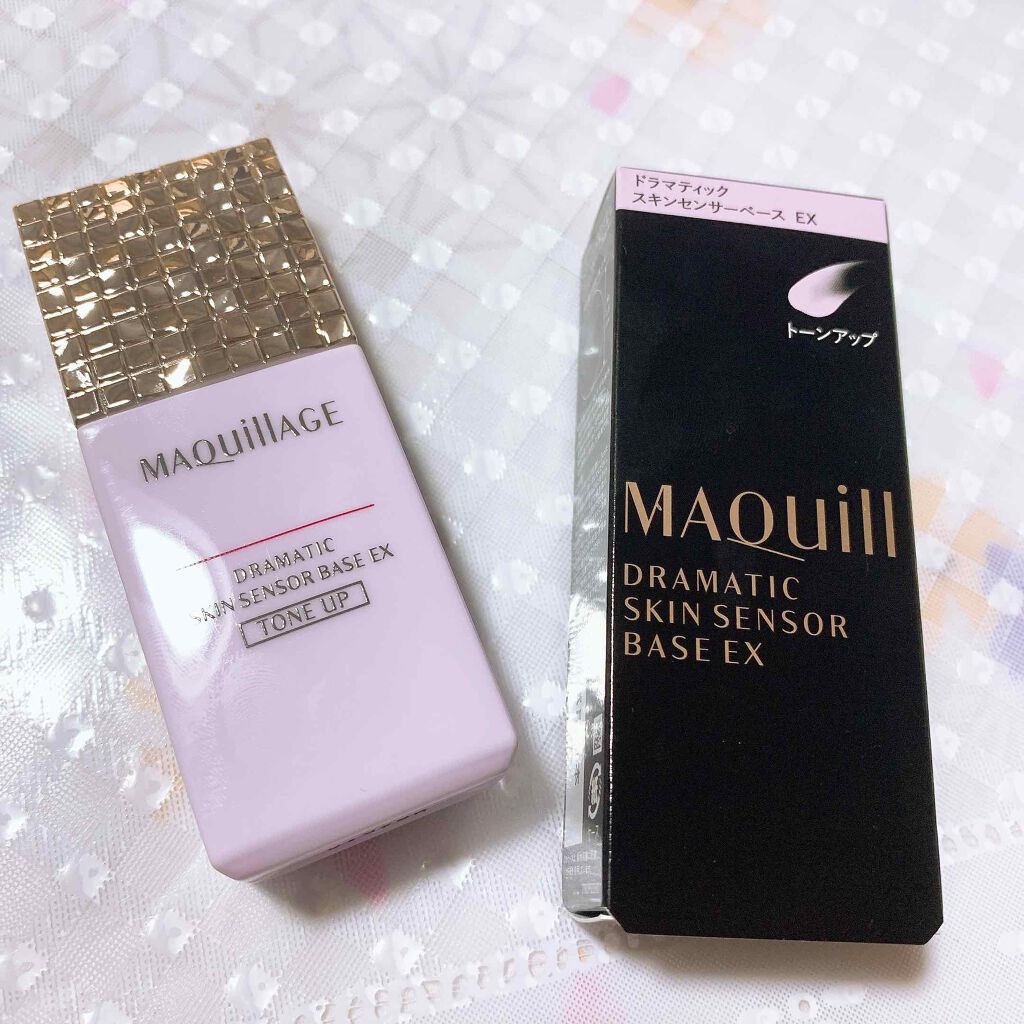 MAQuillAGE
DRAMATIC
SKIN SENSOR BASE EX
TONE UP
ドラマティック
スキンセンサーベース EX
トーンアップ
MAQuill
DRAMATIC
SKIN SENSOR
BASE EX